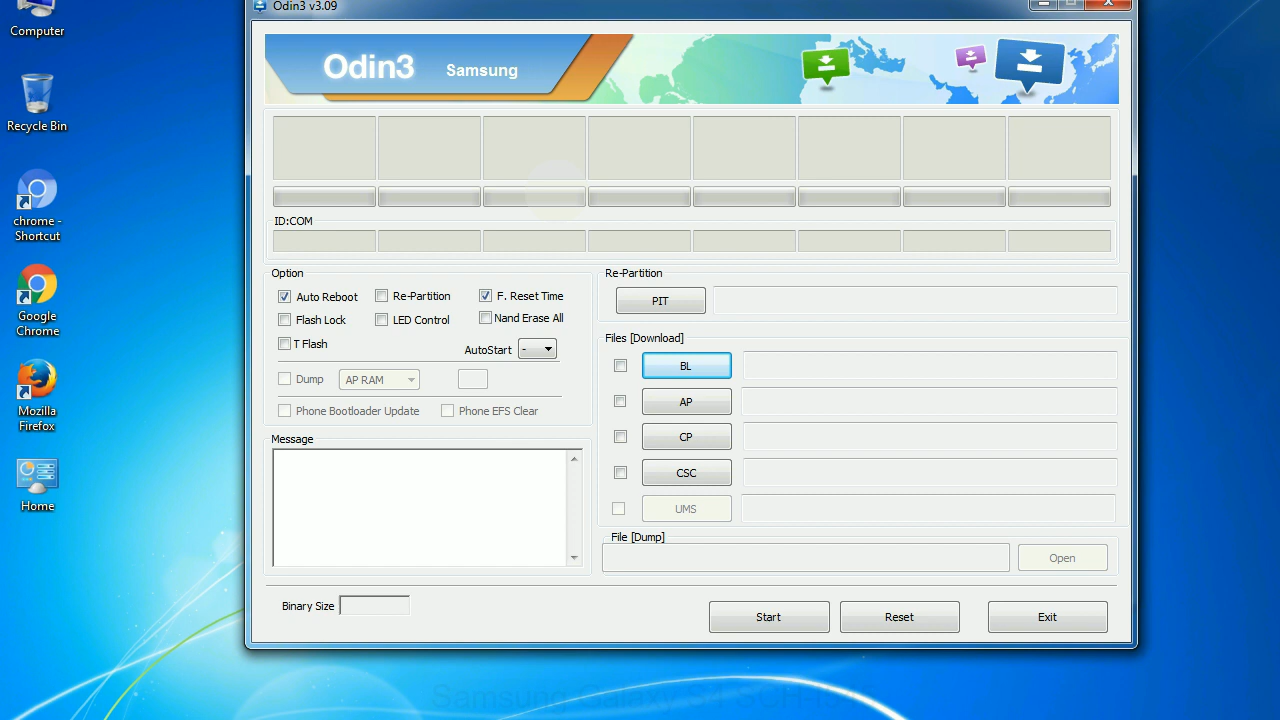 Odin3 v3.09
Computer
Recycle Bin
chrome -
Shortcut
Google
Chrome
Mozilla
Firefox
Home
Odin3 Samsung
ID:COM
Option
Auto Reboot Re-Partition F. Reset Time
Flash Lock LED Control Nand Erase All
T Flash AutoStart -
Dump AP RAM
Phone Bootloader Update Phone EFS Clear
Message
Re-Partition
PIT
Files [Download]
BL
AP
CP
CSC
UMS
File [Dump]
Open
Binary Size
Start Reset Exit
Samsung Galaxy S4